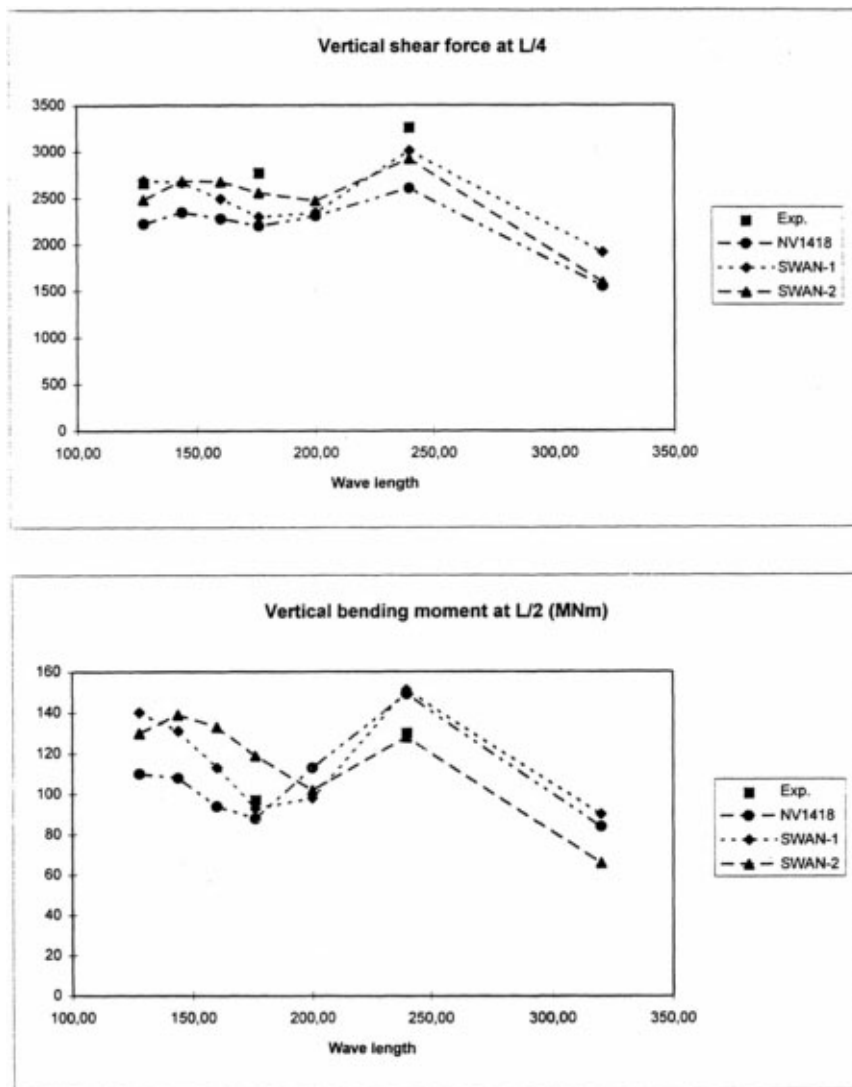 Vertical shear force at L/4
3500
3000
2500
2000
1500
1000
500
0
100,00 150,00 200,00 250,00 300,00 350,00
Wave length
Exp.
NV1418
SWAN-1
SWAN-2
Vertical bending moment at L/2 (MNm)
160
140
120
100
80
60
40
20
0
100,00 150,00 200,00 250,00 300,00 350,00
Wave length
Exp.
NV1418
SWAN-1
SWAN-2